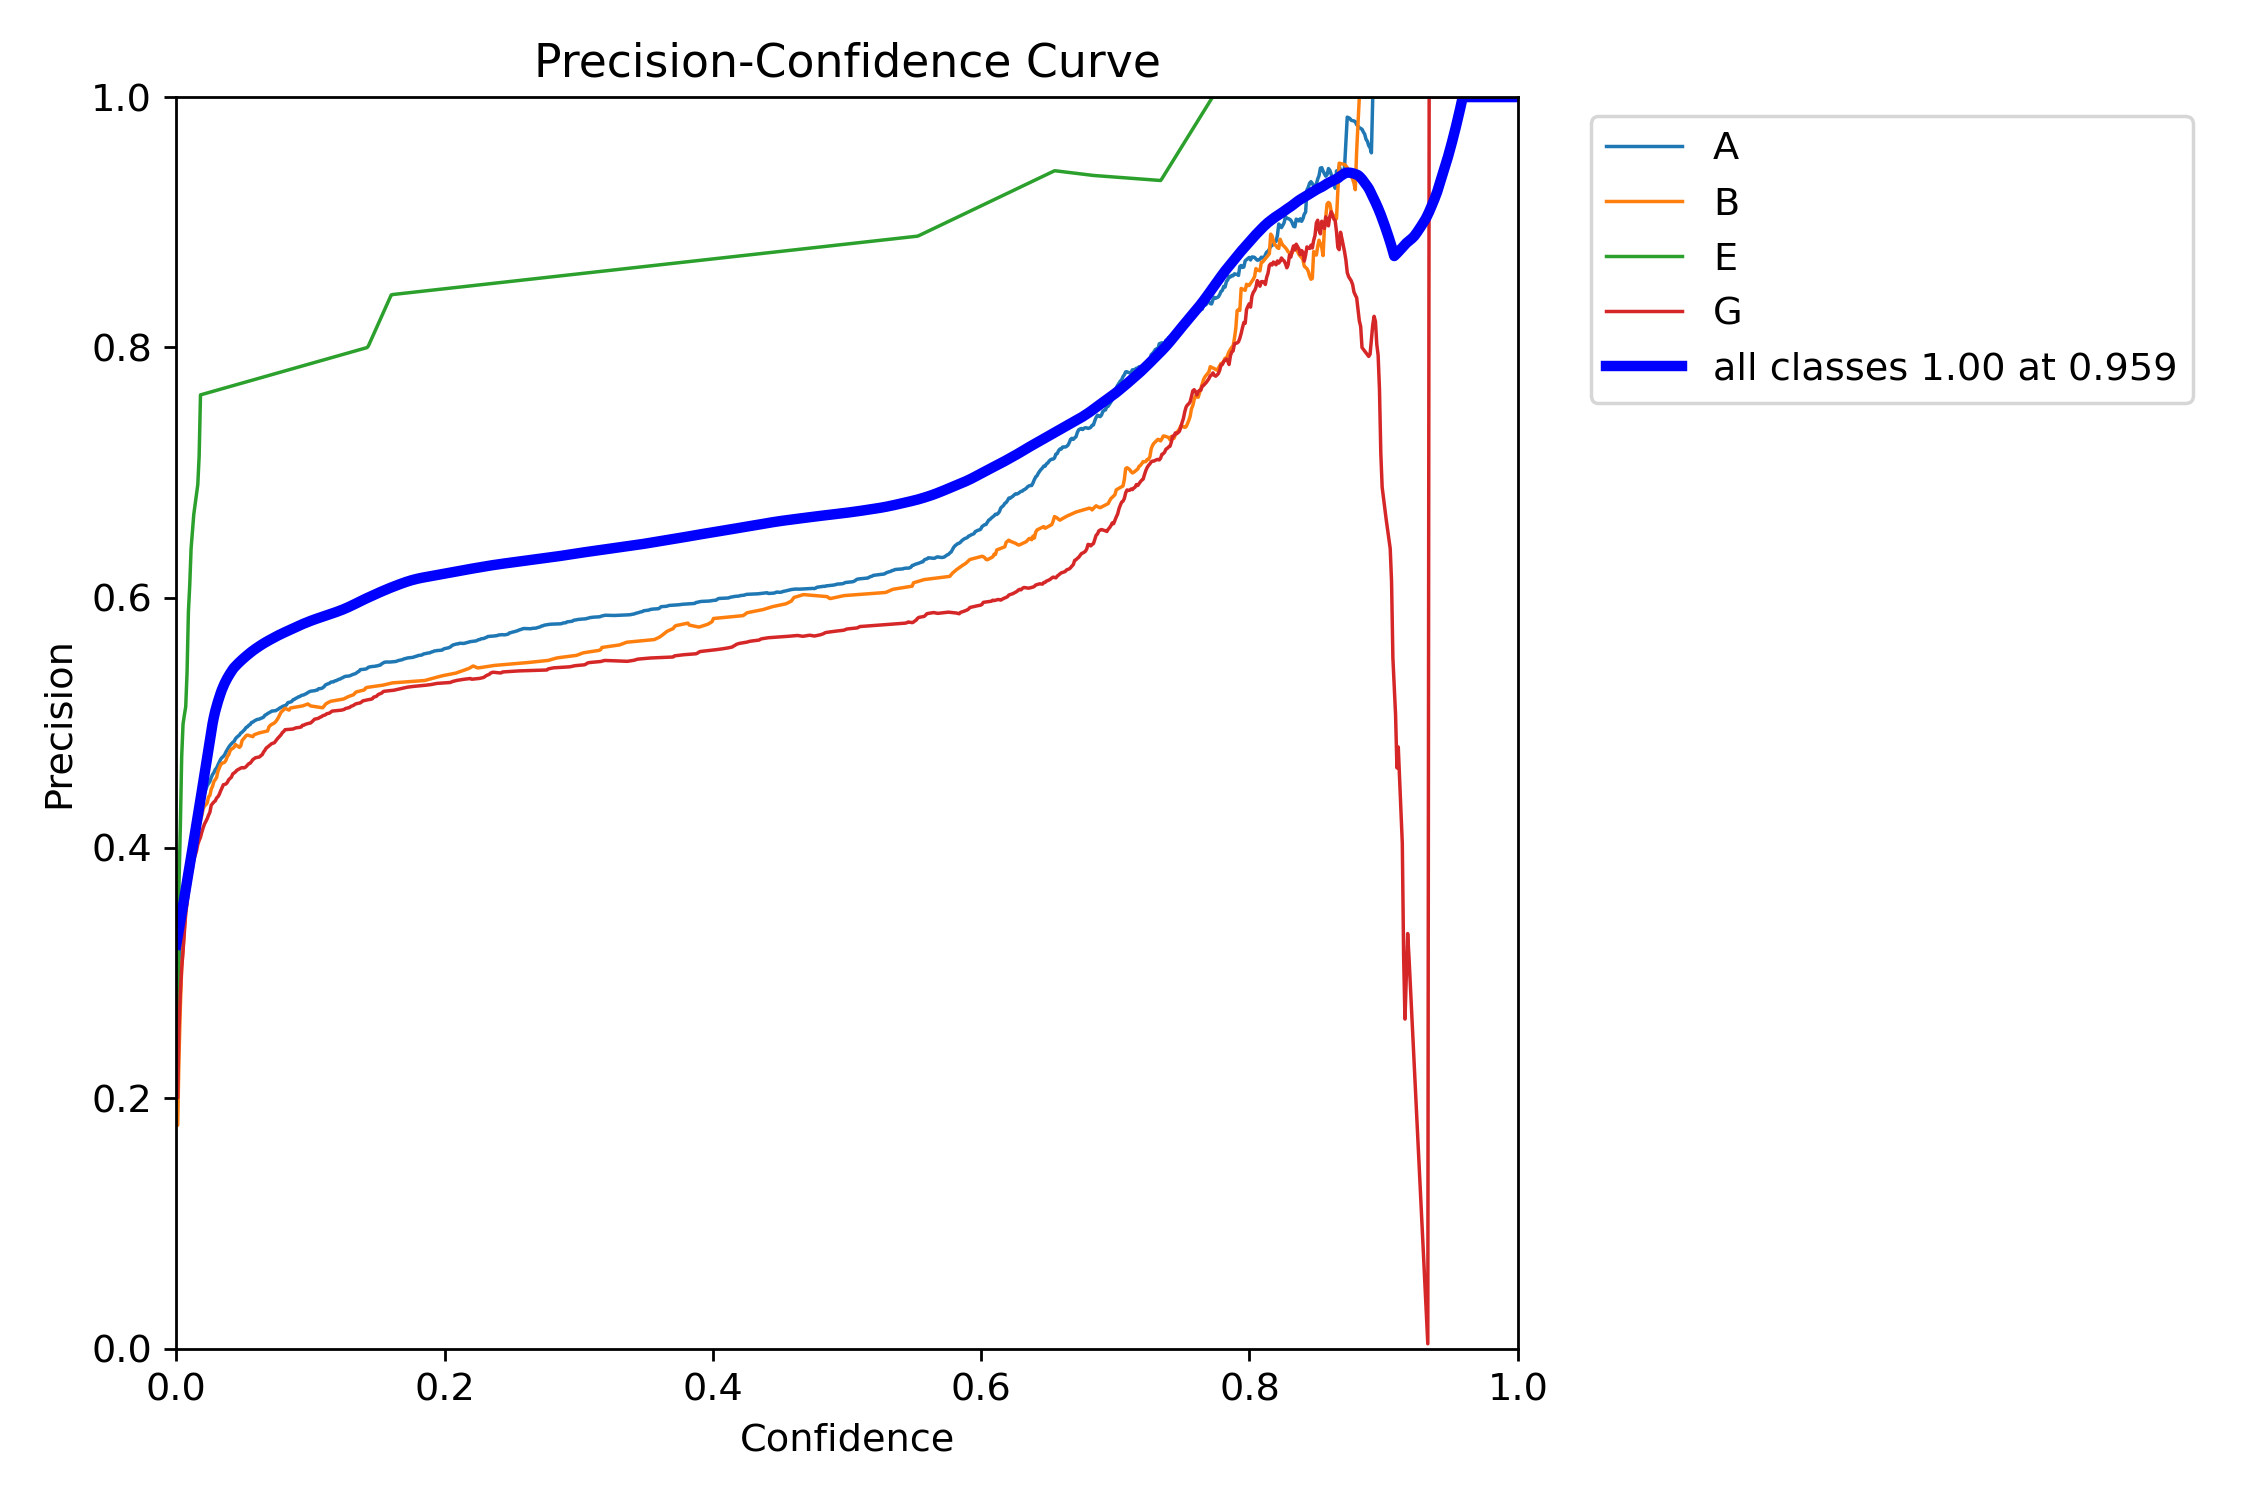 Precision-Confidence Curve
1.0
0.8
0.6
0.4
0.2
0.0
Precision
0.0 0.2 0.4 0.6 0.8 1.0
Confidence
A
B
E
G
all classes 1.00 at 0.959